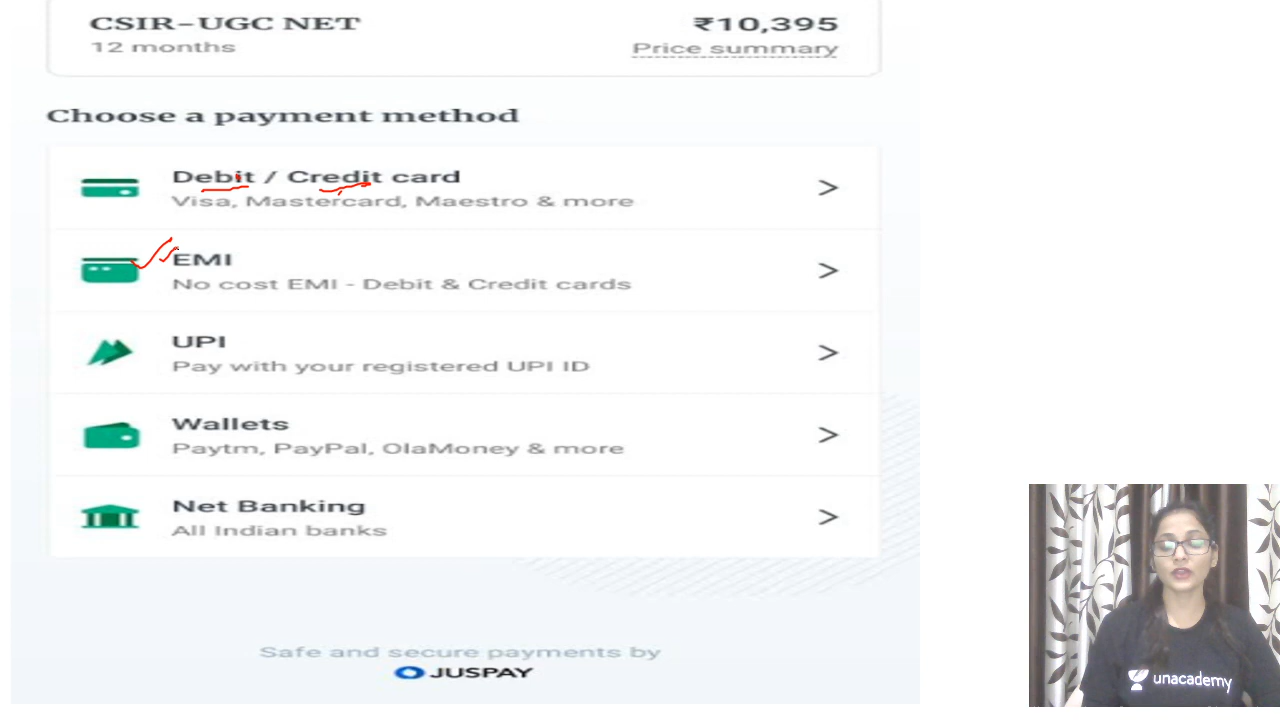 CSIR-UGC NET
₹10,395
12 months
Price summary
Choose a payment method
Debit / Credit card
Visa, Mastercard, Maestro & more
EMI
No cost EMI - Debit & Credit cards
UPI
Pay with your registered UPI ID
Wallets
Paytm, PayPal, OlaMoney & more
Net Banking
All Indian banks
Safe and secure payments by
JUSPAY
unacademy